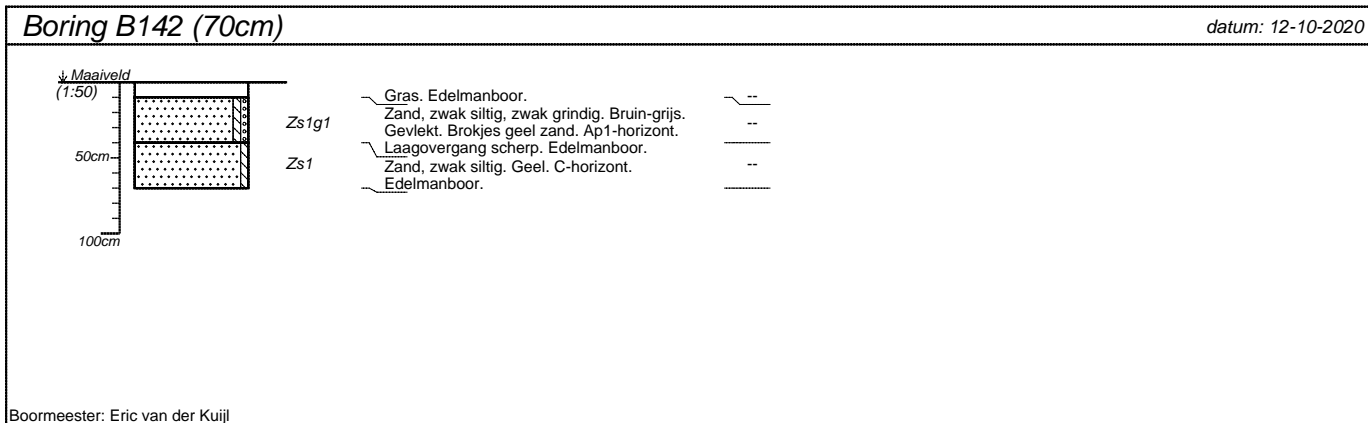 Boring B142 (70cm)
datum: 12-10-2020
Maaiveld
(1:50)
Gras. Edelmanboor.
--
Zs1g1
Zand, zwak siltig, zwak grindig. Bruin-grijs.
Gevlekt. Brokjes geel zand. Ap1-horizont.
--
Laagovergang scherp. Edelmanboor.
50cm
Zs1
Zand, zwak siltig. Geel. C-horizont.
--
Edelmanboor.
100cm
Boormeester: Eric van der Kuijl